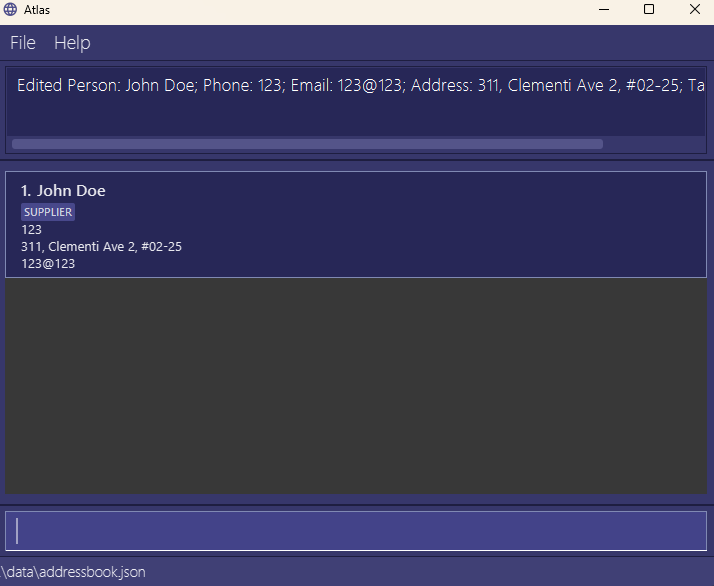 Atlas
File Help
Edited Person: John Doe; Phone: 123; Email: 123@123; Address: 311, Clementi Ave 2, #02-25; Ta
1. John Doe
SUPPLIER
123
311, Clementi Ave 2, #02-25
123@123
.\data\addressbook.json